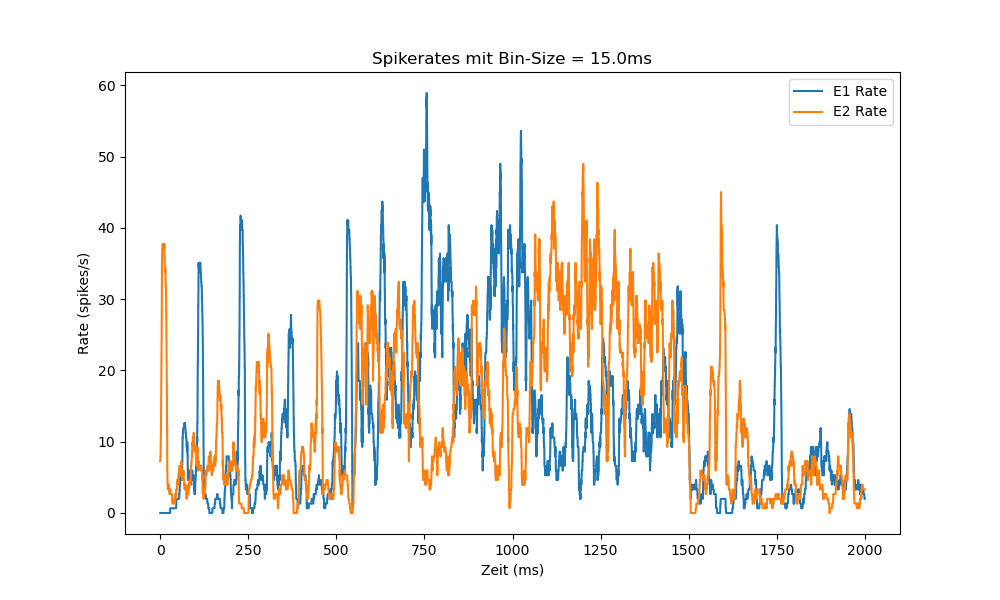 Spikerates mit Bin-Size = 15.0ms
E1 Rate
E2 Rate
60
50
40
30
20
10
0
Rate (spikes/s)
0 250 500 750 1000 1250 1500 1750 2000
Zeit (ms)